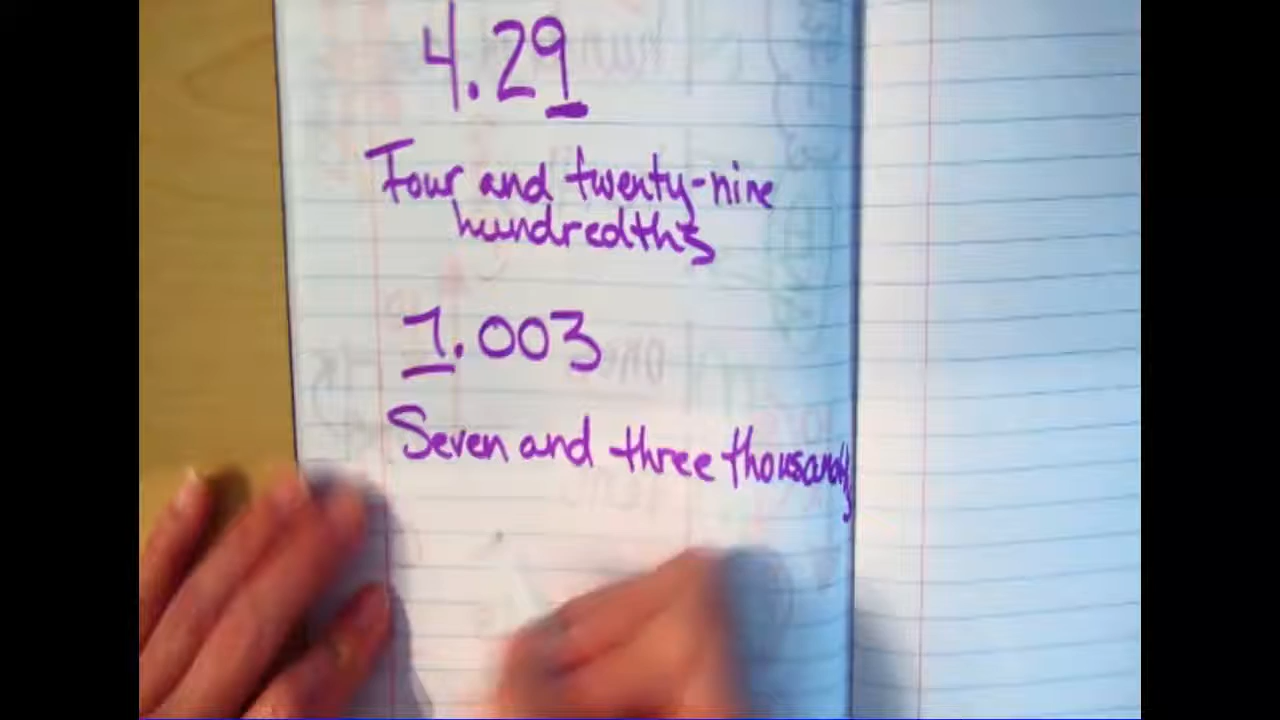 4.29
Four and twenty-nine
hundredths
7.003
Seven and three thousandths